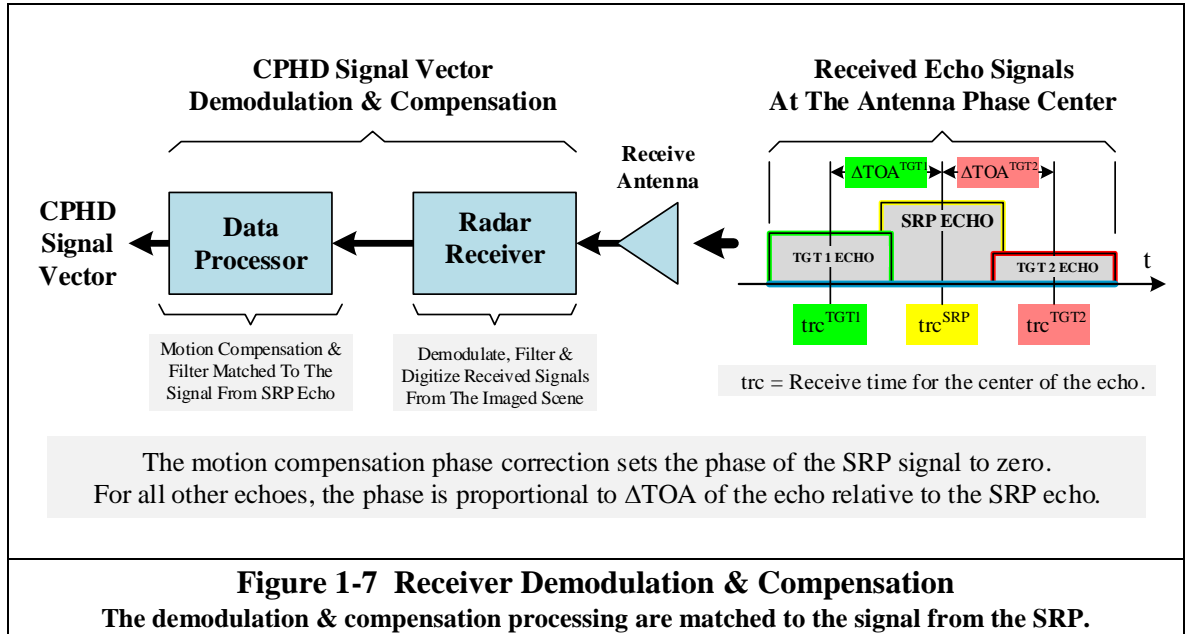 CPHD Signal Vector
Demodulation & Compensation
Received Echo Signals
At The Antenna Phase Center
Receive
Antenna
ΔTOA^TGT1
ΔTOA^TGT2
CPHD
Signal
Vector
Data
Processor
Radar
Receiver
SRP ECHO
TGT 1 ECHO
TGT 2 ECHO
t
trc^TGT1
trc^SRP
trc^TGT2
Motion Compensation &
Filter Matched To The
Signal From SRP Echo
Demodulate, Filter &
Digitize Received Signals
From The Imaged Scene
trc = Receive time for the center of the echo.
The motion compensation phase correction sets the phase of the SRP signal to zero.
For all other echoes, the phase is proportional to ΔTOA of the echo relative to the SRP echo.
Figure 1-7 Receiver Demodulation & Compensation
The demodulation & compensation processing are matched to the signal from the SRP.